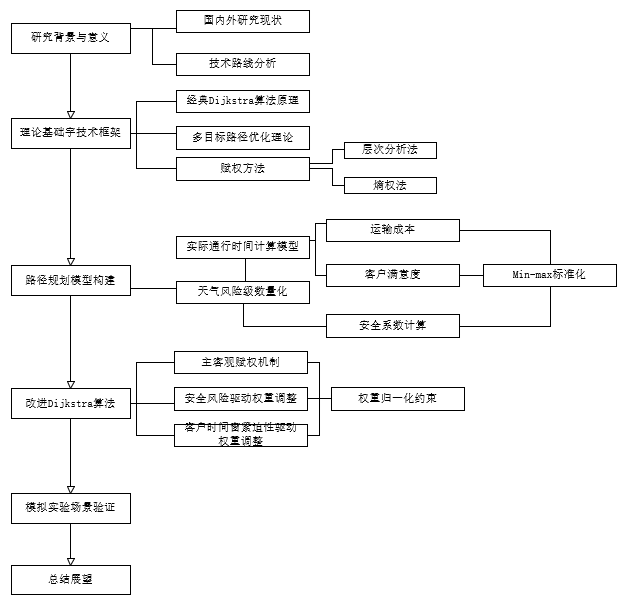 国内外研究现状
研究背景与意义
技术路线分析
经典Dijkstra算法原理
理论基础字技术框架
多目标路径优化理论
层次分析法
赋权方法
熵权法
运输成本
实际通行时间计算模型
客户满意度
Min-max标准化
路径规划模型构建
天气风险级数量化
安全系数计算
主客观赋权机制
改进Dijkstra算法
安全风险驱动权重调整
权重归一化约束
客户时间窗紧迫性驱动
权重调整
模拟实验场景验证
总结展望